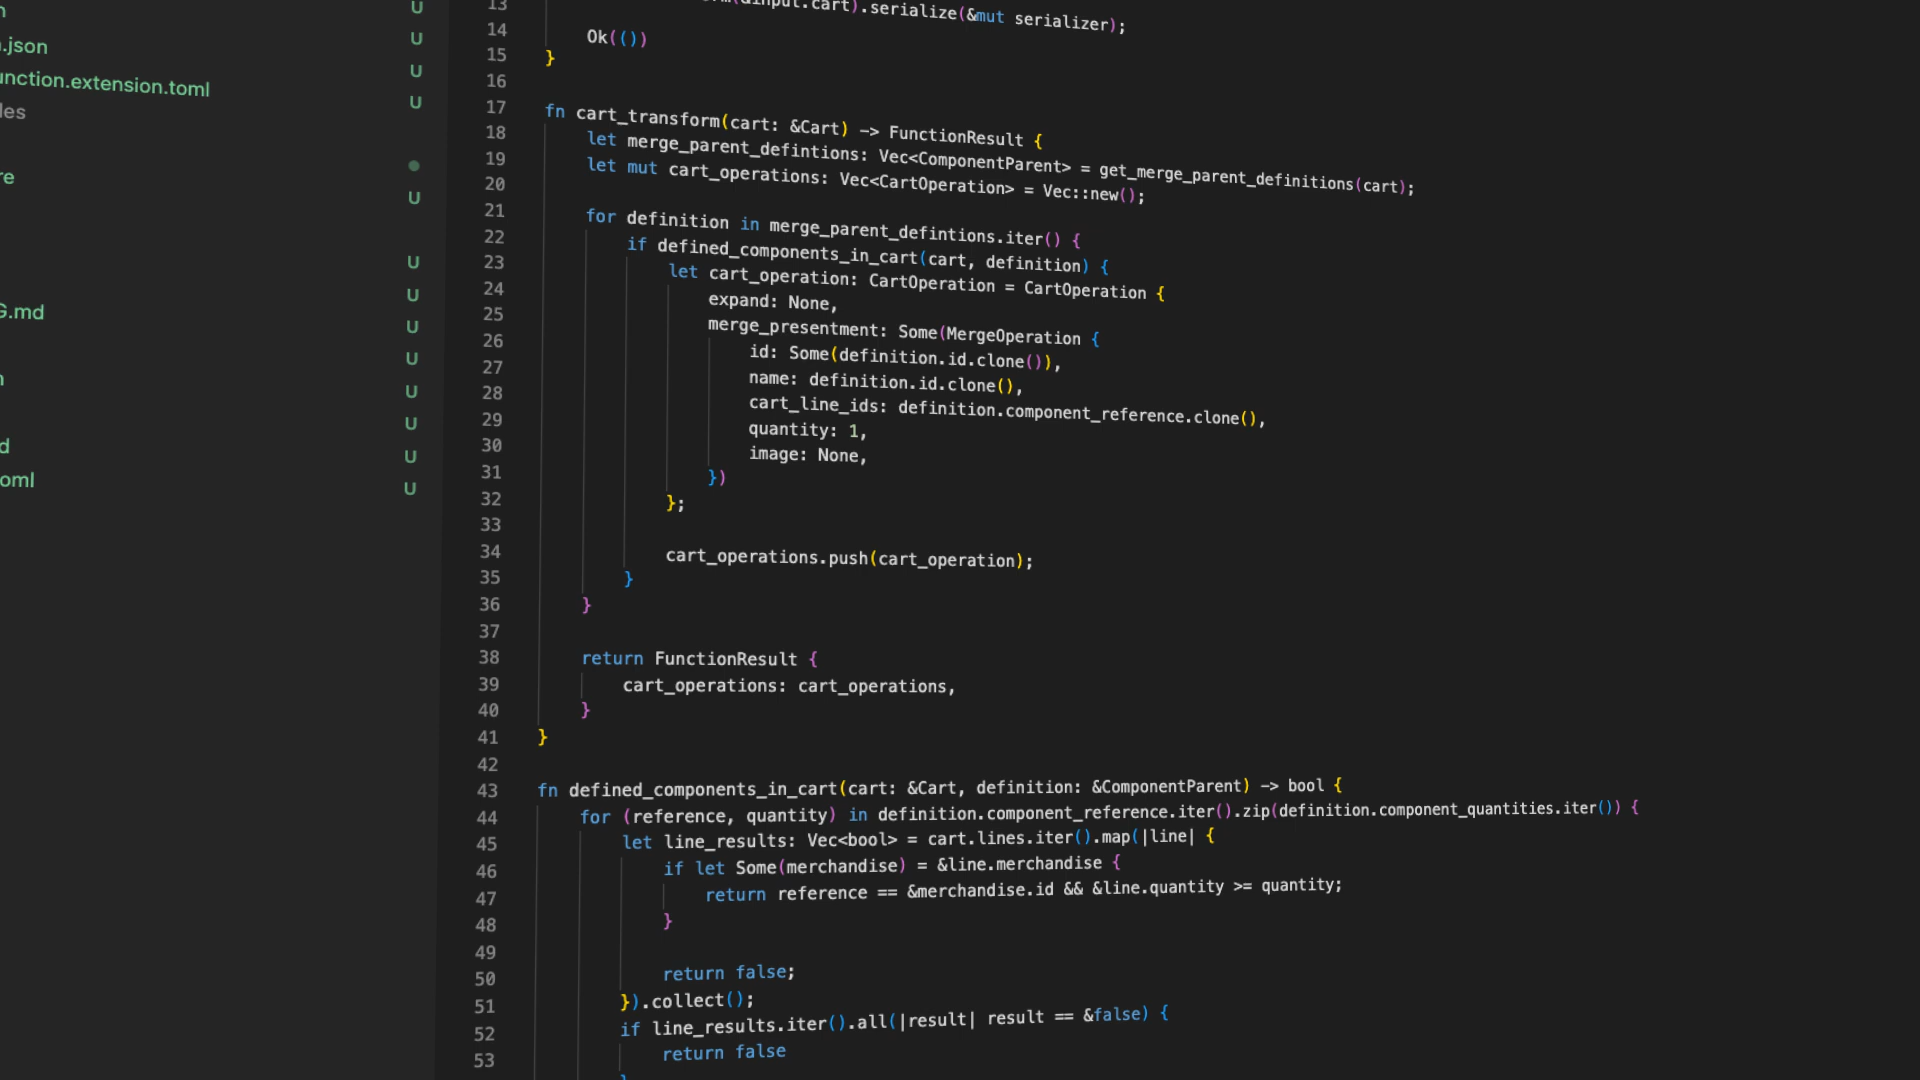 .json
unction.extension.toml
les
re
G.md
d
oml
U
U
U
U
U
U
U
U
U
U
U
U
U
13 &input.cart).serialize(&mut serializer);
14 Ok(())
15 }
16
17 fn cart_transform(cart: &Cart) -> FunctionResult {
18 let merge_parent_defintions: Vec<ComponentParent> = get_merge_parent_definitions(cart);
19 let mut cart_operations: Vec<CartOperation> = Vec::new();
20
21 for definition in merge_parent_defintions.iter() {
22 if defined_components_in_cart(cart, definition) {
23 let cart_operation: CartOperation = CartOperation {
24 expand: None,
25 merge_presentment: Some(MergeOperation {
26 id: Some(definition.id.clone()),
27 name: definition.id.clone(),
28 cart_line_ids: definition.component_reference.clone(),
29 quantity: 1,
30 image: None,
31 })
32 };
33
34 cart_operations.push(cart_operation);
35 }
36 }
37
38 return FunctionResult {
39 cart_operations: cart_operations,
40 }
41 }
42
43 fn defined_components_in_cart(cart: &Cart, definition: &ComponentParent) -> bool {
44 for (reference, quantity) in definition.component_reference.iter().zip(definition.component_quantities.iter()) {
45 let line_results: Vec<bool> = cart.lines.iter().map(|line| {
46 if let Some(merchandise) = &line.merchandise {
47 return reference == &merchandise.id && &line.quantity >= quantity;
48 }
49
50 return false;
51 }).collect();
52 if line_results.iter().all(|result| result == &false) {
53 return false